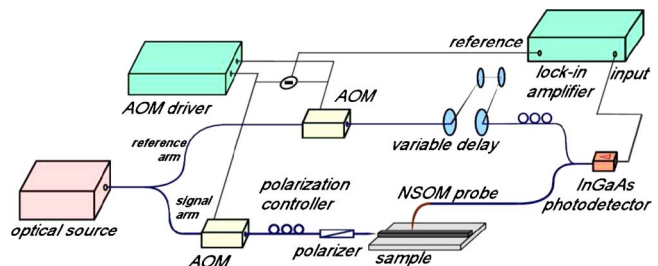 reference
lock-in
amplifier
input
AOM driver
AOM
reference
arm
variable delay
InGaAs
photodetector
NSOM probe
polarization
controller
signal
arm
optical source
AOM
polarizer
sample